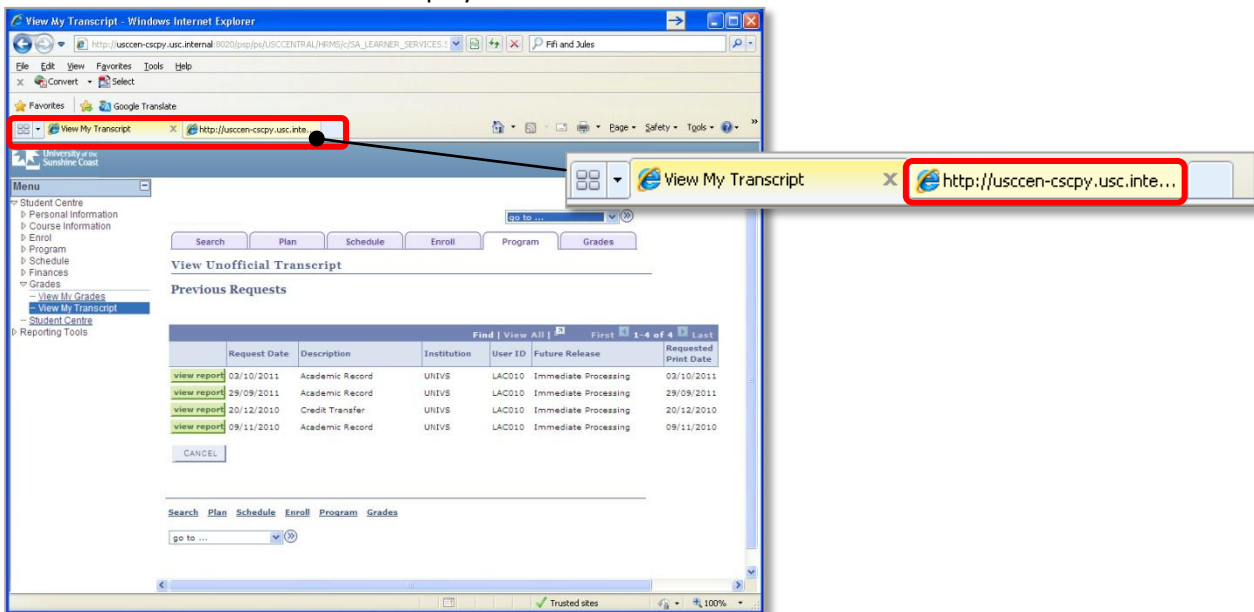 View My Transcript - Windows Internet Explorer
http://usccen-cscpy.usc.internal:8020/psp/ps/USCCENTRAL/HRMS/c/SA_LEARNER_SERVICES.S
Fifi and Jules
File Edit View Favorites Tools Help
x Convert Select
Favorites Google Translate
View My Transcript X http://usccen-cscpy.usc.inte... Page Safety Tools »
University of the
Sunshine Coast
View My Transcript X http://usccen-cscpy.usc.inte...
Menu
Student Centre
Personal Information
Course Information
Enrol
Program
Schedule
Finances
Grades
View My Grades
View My Transcript
Student Centre
Reporting Tools
go to ...
Search Plan Schedule Enroll Program Grades
View Unofficial Transcript
Previous Requests
Find | View All | First 1-4 of 4 Last
Request Date Description Institution User ID Future Release Requested Print Date
view report 03/10/2011 Academic Record UNIVS LAC010 Immediate Processing 03/10/2011
view report 29/09/2011 Academic Record UNIVS LAC010 Immediate Processing 29/09/2011
view report 20/12/2010 Credit Transfer UNIVS LAC010 Immediate Processing 20/12/2010
view report 09/11/2010 Academic Record UNIVS LAC010 Immediate Processing 09/11/2010
CANCEL
Search Plan Schedule Enroll Program Grades
go to ...
Trusted sites 100%